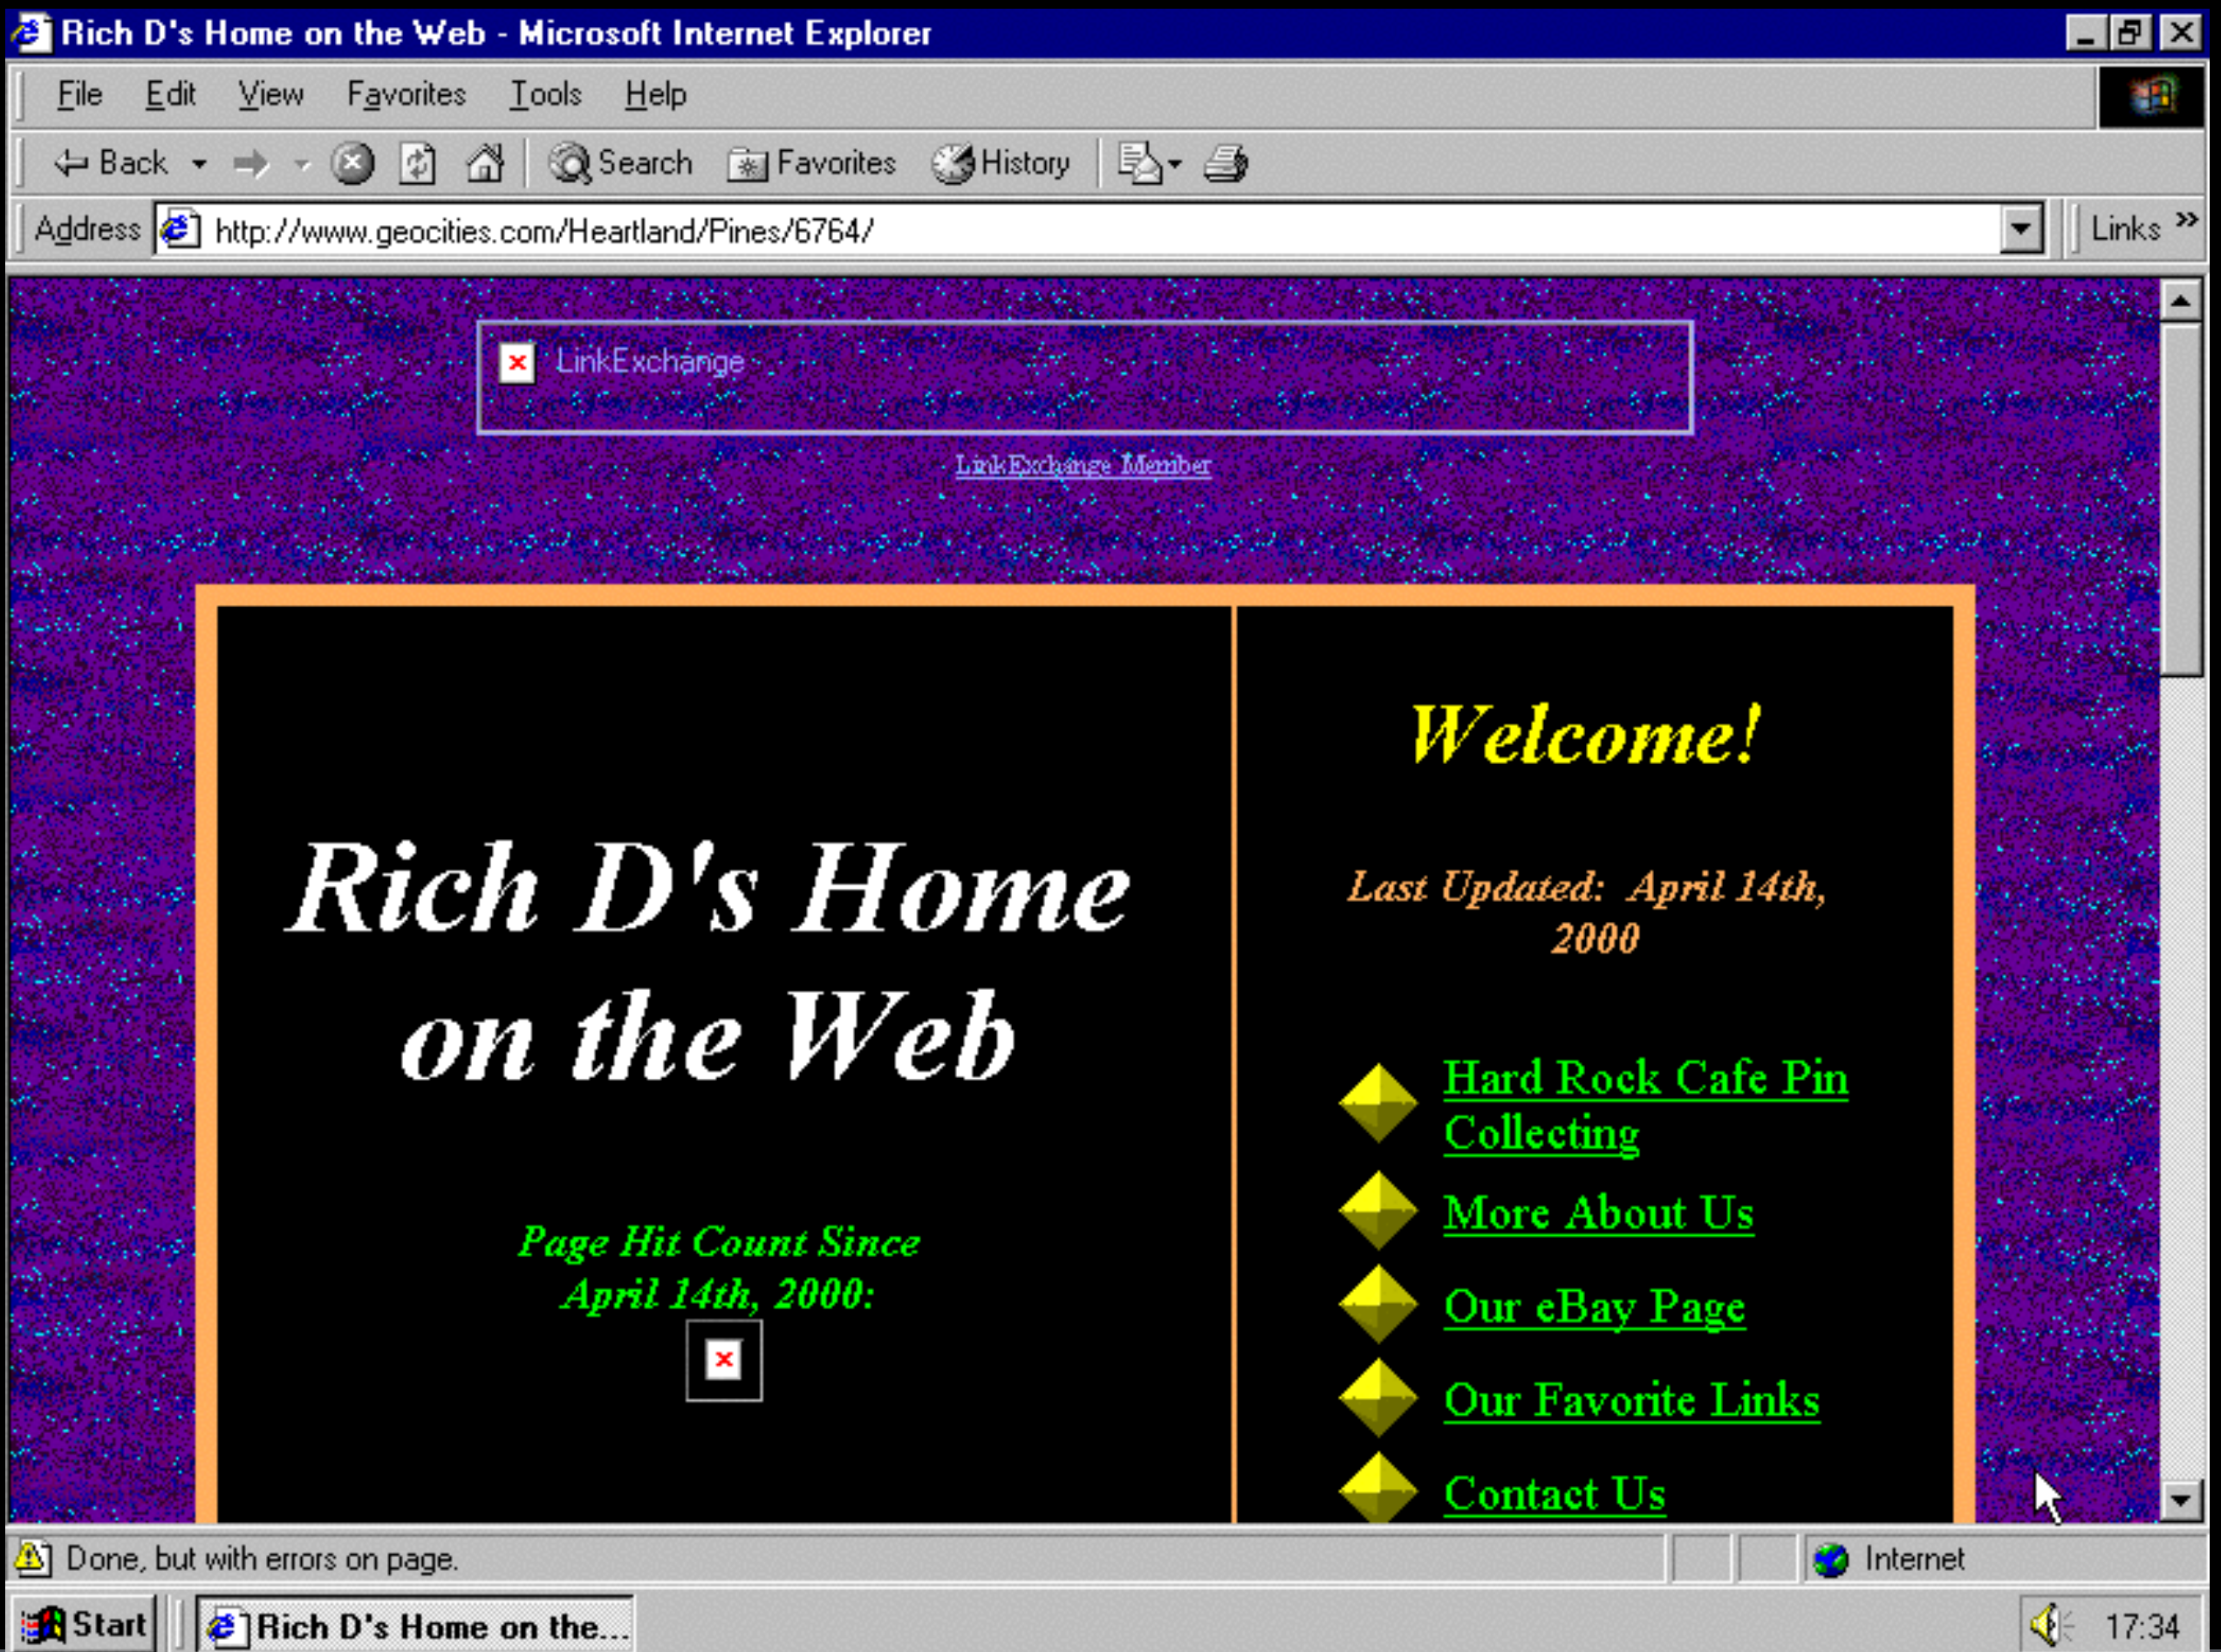 Rich D's Home on the Web - Microsoft Internet Explorer
File Edit View Favorites Tools Help
Back Search Favorites History
Address http://www.geocities.com/Heartland/Pines/6764/ Links »
LinkExchange
LinkExchange Member
Rich D's Home
on the Web
Page Hit Count Since
April 14th, 2000:
Welcome!
Last Updated: April 14th,
2000
Hard Rock Cafe Pin
Collecting
More About Us
Our eBay Page
Our Favorite Links
Contact Us
Done, but with errors on page. Internet
Start Rich D's Home on the... 17:34